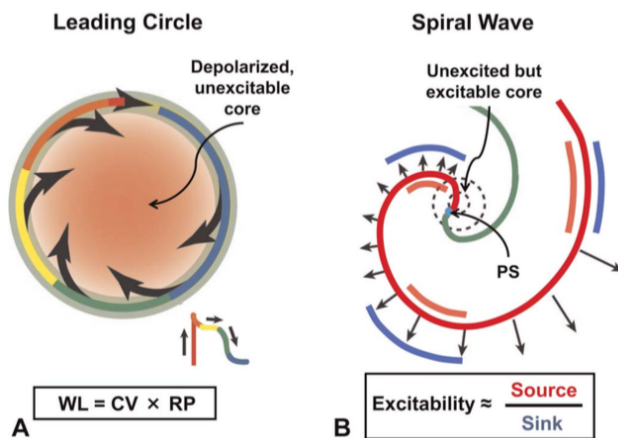 Leading Circle
Depolarized,
unexcitable
core
WL = CV × RP
A
Spiral Wave
Unexcited but
excitable core
PS
Excitability ≈ Source
Sink
B